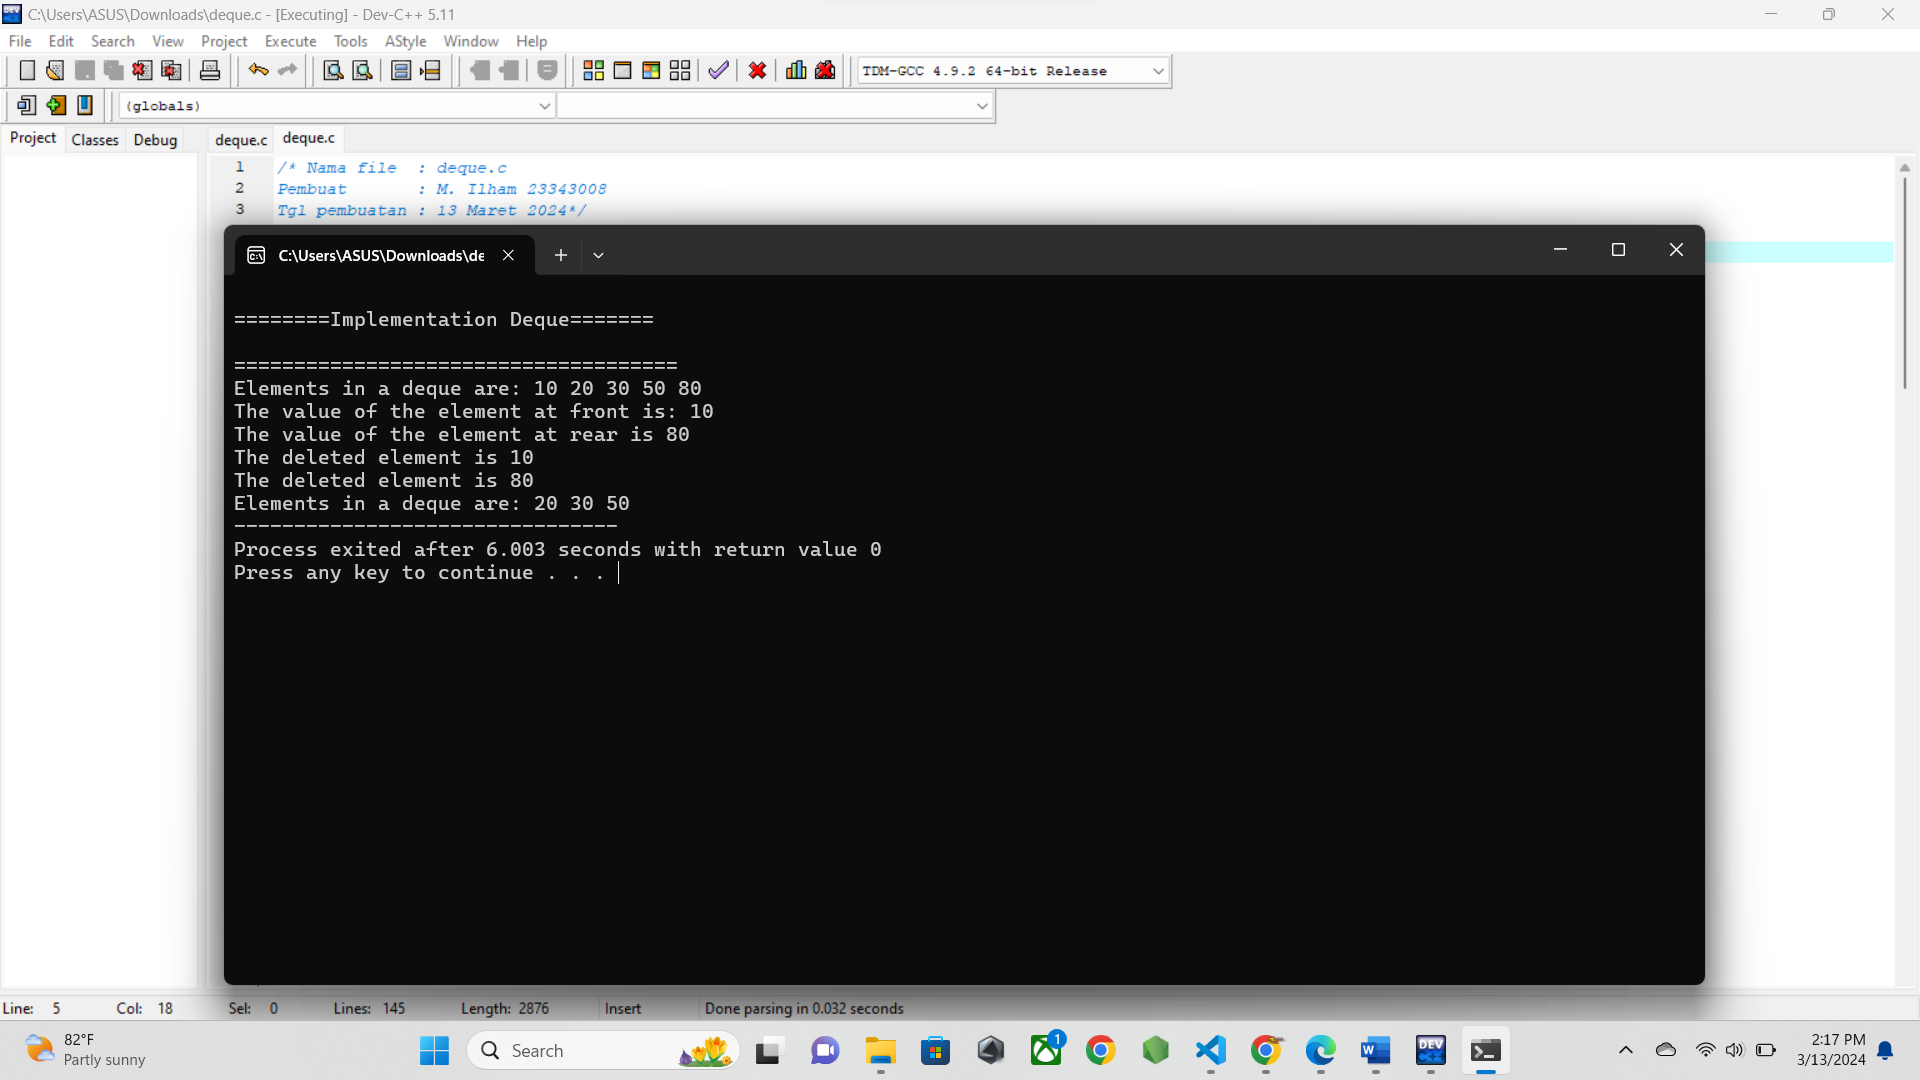 C:\Users\ASUS\Downloads\deque.c - [Executing] - Dev-C++ 5.11
File Edit Search View Project Execute Tools AStyle Window Help
TDM-GCC 4.9.2 64-bit Release
(globals)
Project Classes Debug deque.c deque.c
1 /* Nama file : deque.c
2 Pembuat : M. Ilham 23343008
3 Tgl pembuatan : 13 Maret 2024*/
C:\Users\ASUS\Downloads\de
========Implementation Deque=======
=====================================
Elements in a deque are: 10 20 30 50 80
The value of the element at front is: 10
The value of the element at rear is 80
The deleted element is 10
The deleted element is 80
Elements in a deque are: 20 30 50
--------------------------------
Process exited after 6.003 seconds with return value 0
Press any key to continue . . .
Line: 5 Col: 18 Sel: 0 Lines: 145 Length: 2876 Insert Done parsing in 0.032 seconds
82°F
Partly sunny
Search
1
DEV
C++
2:17 PM
3/13/2024